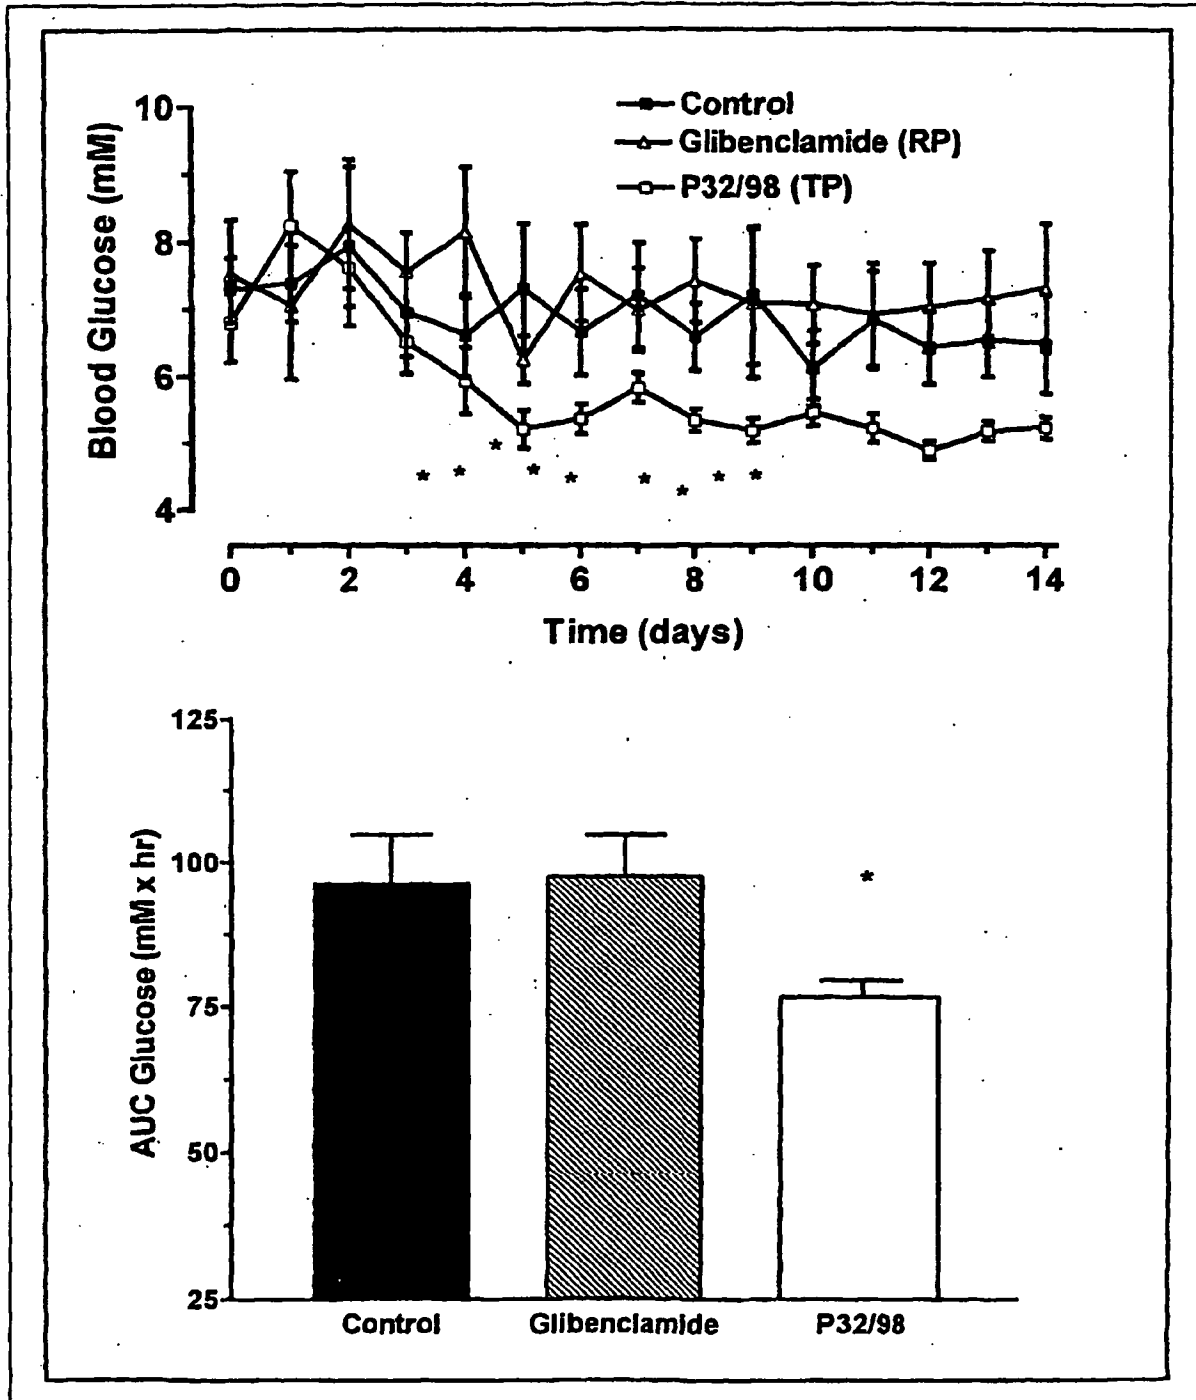 10
8
6
4
Blood Glucose (mM)
Control
Glibenclamide (RP)
P32/98 (TP)
* * * * * * * * *
0 2 4 6 8 10 12 14
Time (days)
125
100
75
50
25
AUC Glucose (mM x hr)
*
Control Glibenclamide P32/98